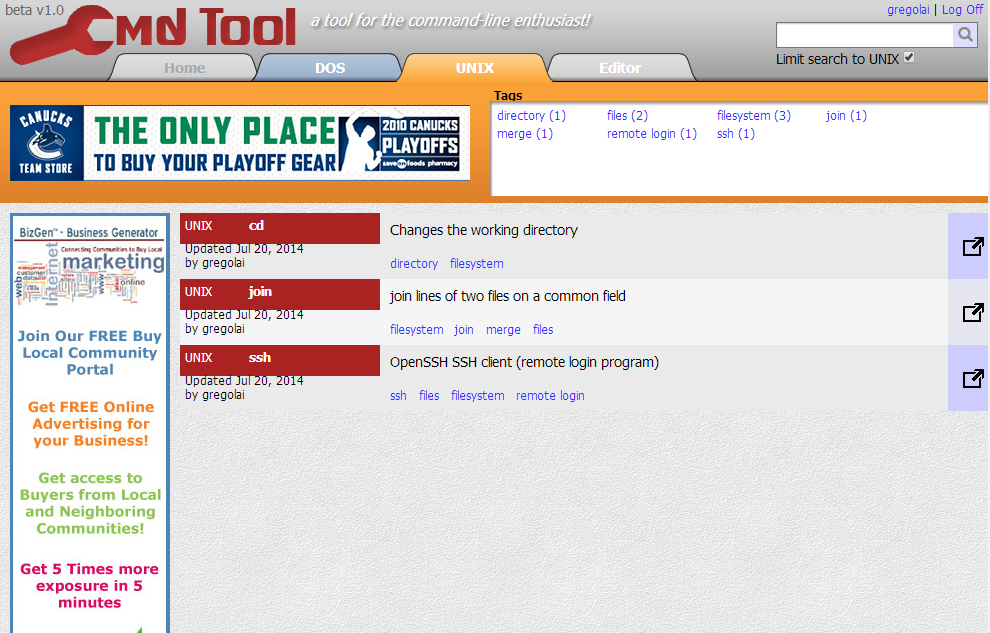 beta v1.0
CMD Tool
a tool for the command-line enthusiast!
gregolai | Log Off
Limit search to UNIX
Home
DOS
UNIX
Editor
CANUCKS
TEAM STORE
THE ONLY PLACE
TO BUY YOUR PLAYOFF GEAR
2010 CANUCKS
PLAYOFFS
save on foods pharmacy
Tags
directory (1) files (2) filesystem (3) join (1)
merge (1) remote login (1) ssh (1)
BizGen™- Business Generator
Connecting Communities to Buy Local
Internet
marketing
web
customer
online
Join Our FREE Buy
Local Community
Portal
Get FREE Online
Advertising for
your Business!
Get access to
Buyers from Local
and Neighboring
Communities!
Get 5 Times more
exposure in 5
minutes
UNIX cd
Updated Jul 20, 2014
by gregolai
Changes the working directory
directory filesystem
UNIX join
Updated Jul 20, 2014
by gregolai
join lines of two files on a common field
filesystem join merge files
UNIX ssh
Updated Jul 20, 2014
by gregolai
OpenSSH SSH client (remote login program)
ssh files filesystem remote login